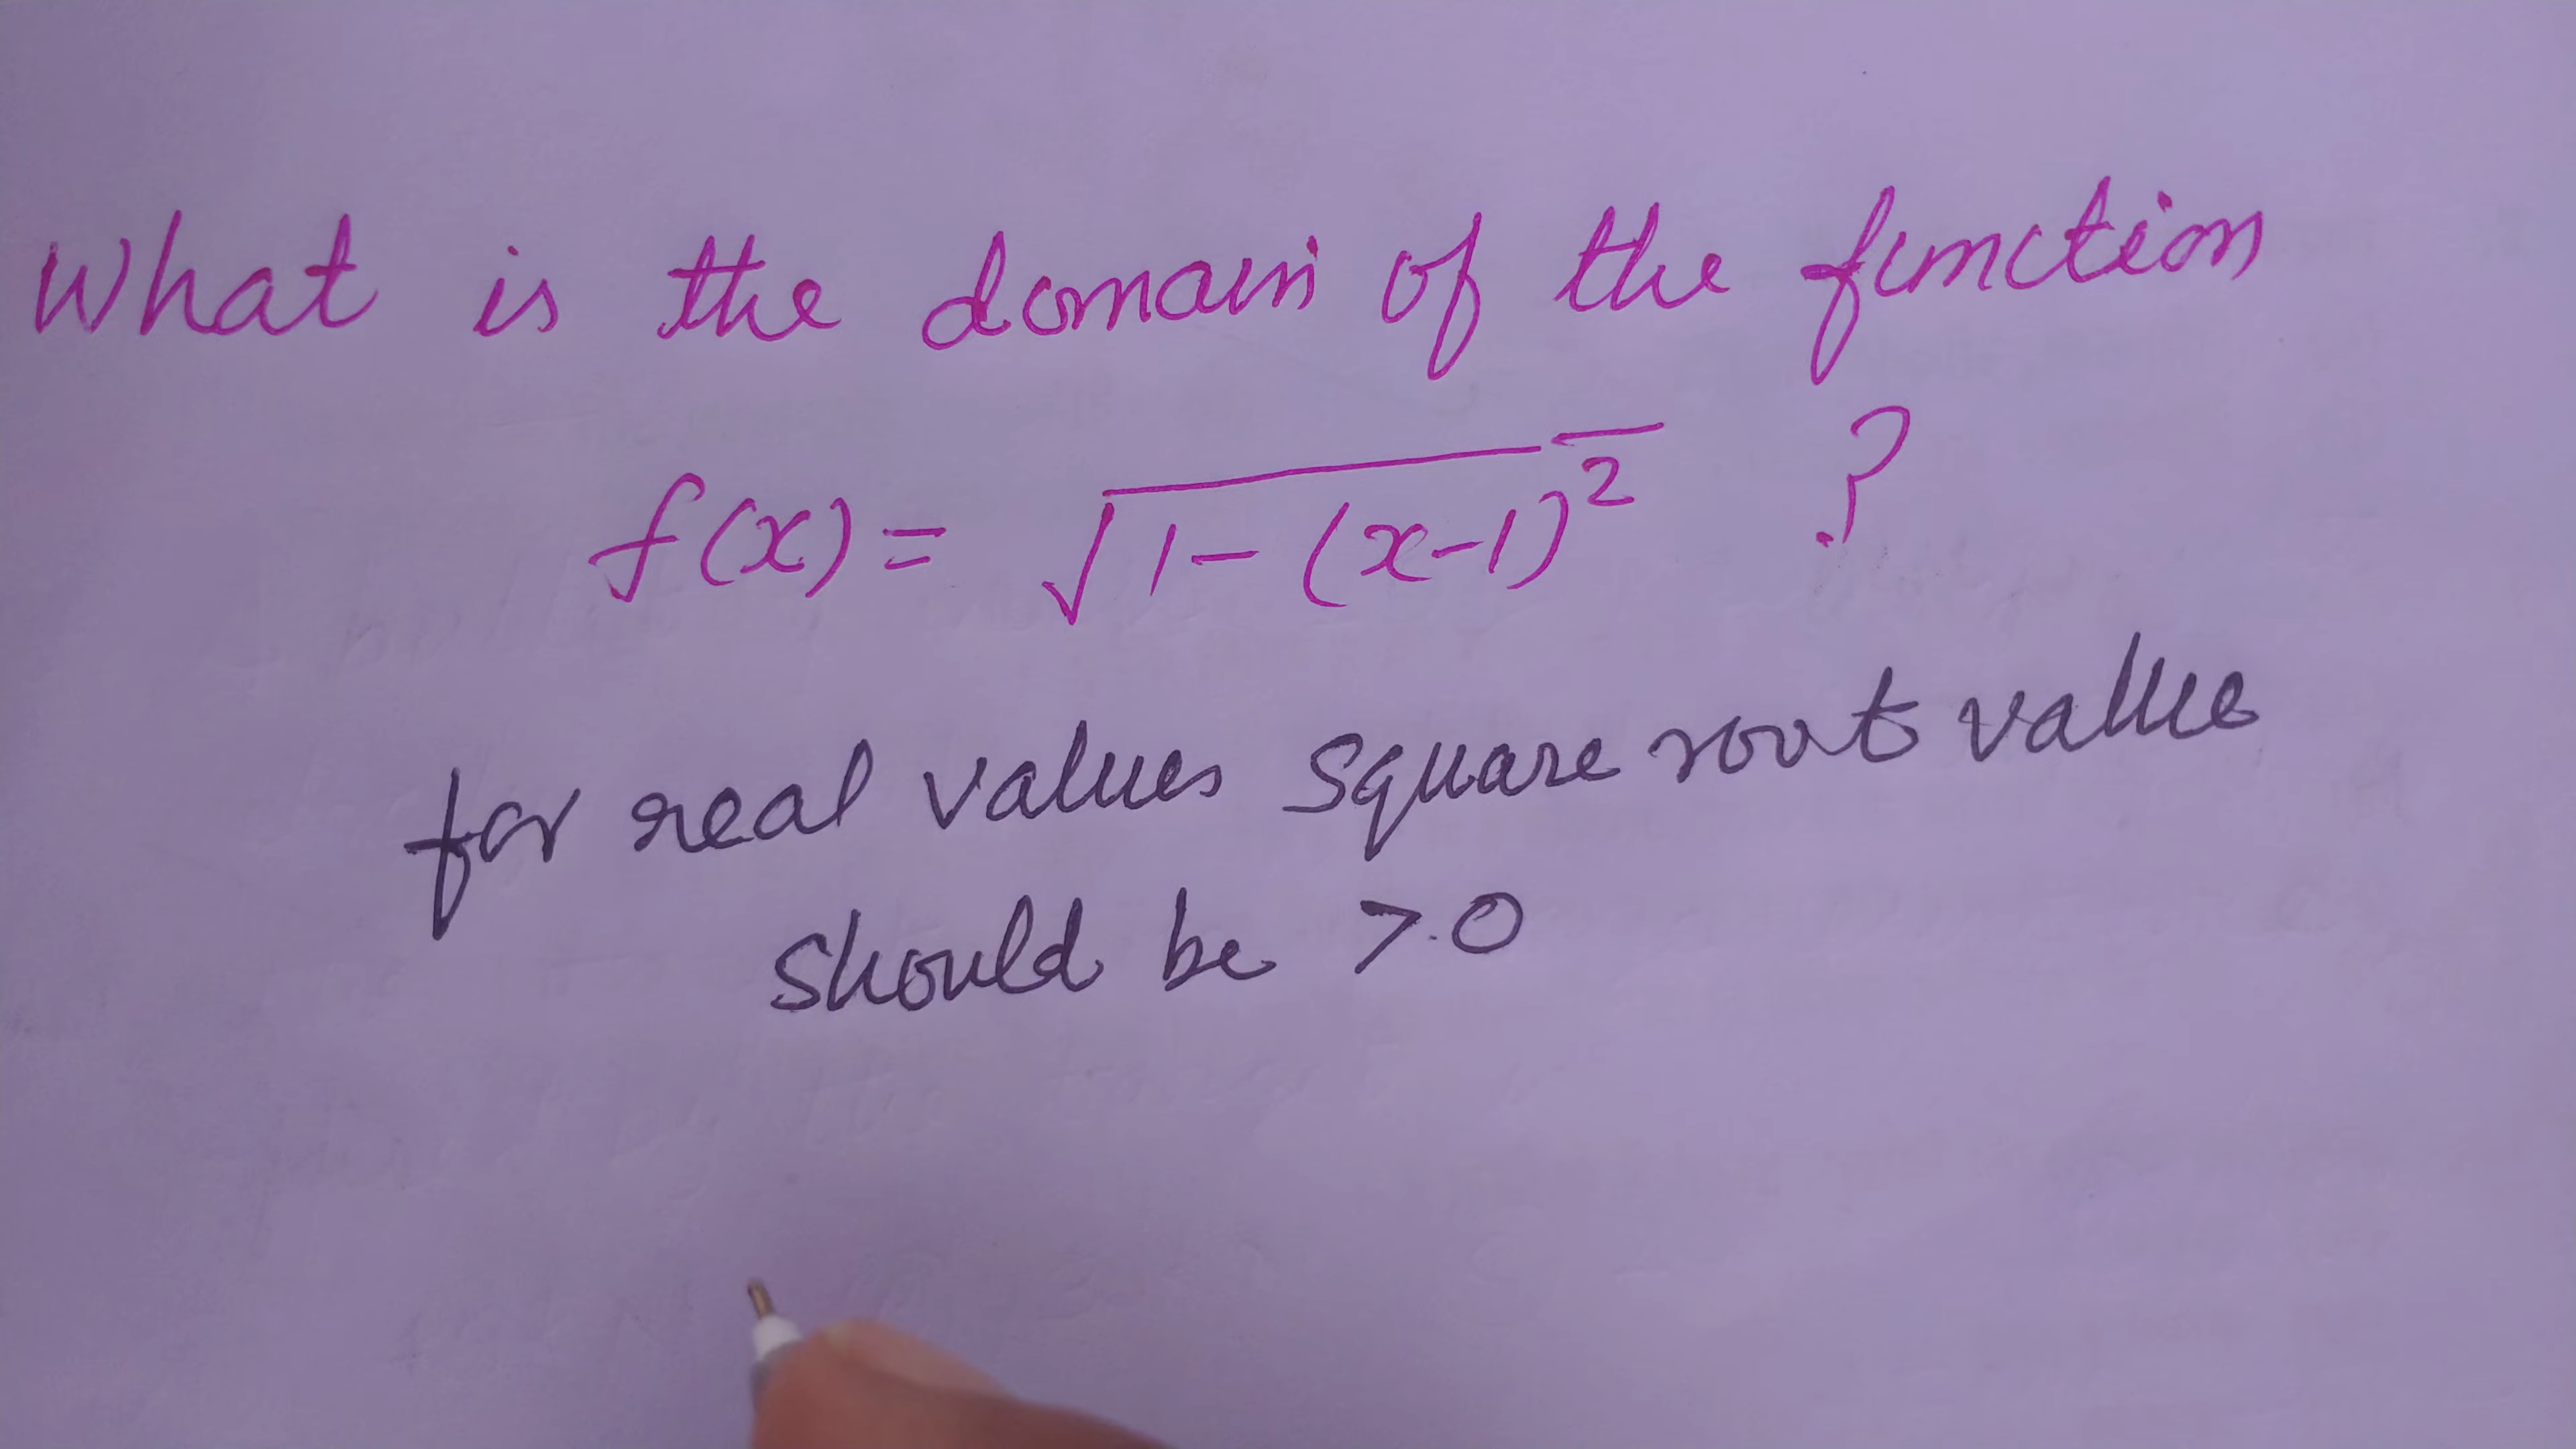 What is the domain of the function
f(x) = √1-(x-1)² ?
for real values square root value
should be >.0